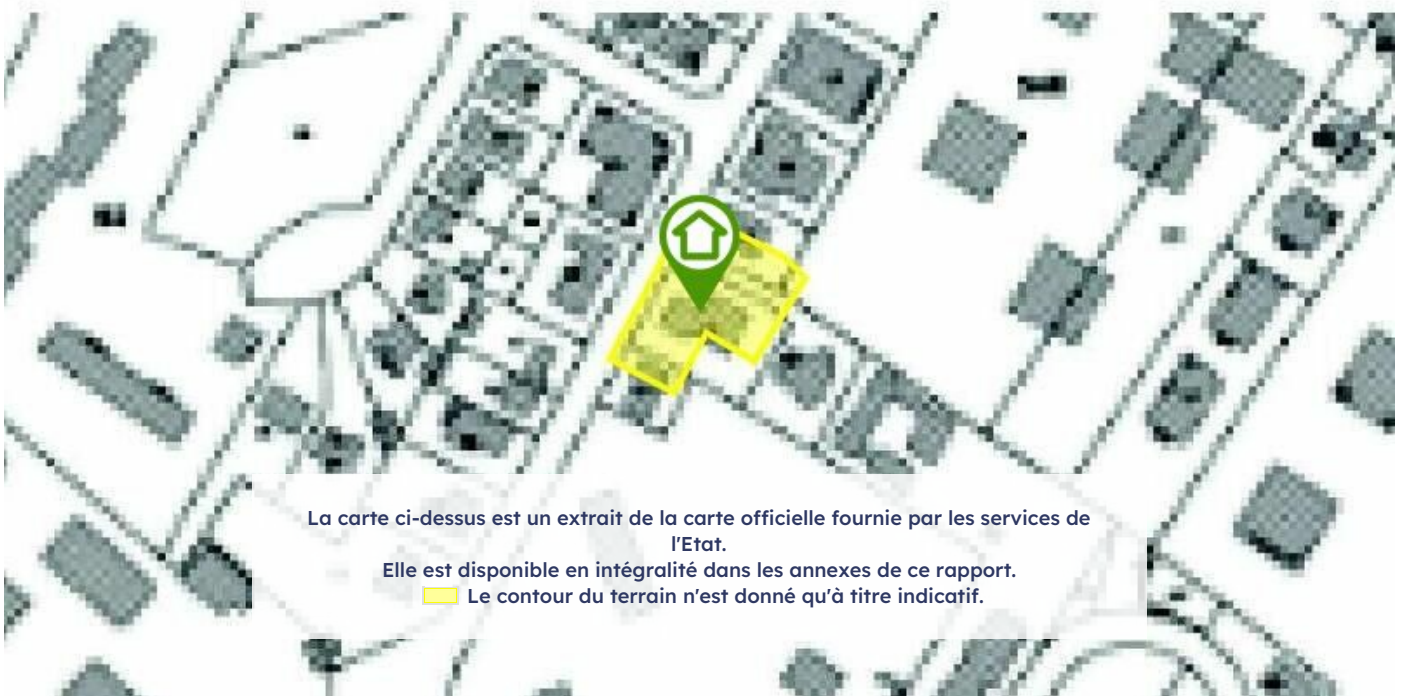 La carte ci-dessus est un extrait de la carte officielle fournie par les services de
l'Etat.
Elle est disponible en intégralité dans les annexes de ce rapport.
Le contour du terrain n'est donné qu'à titre indicatif.